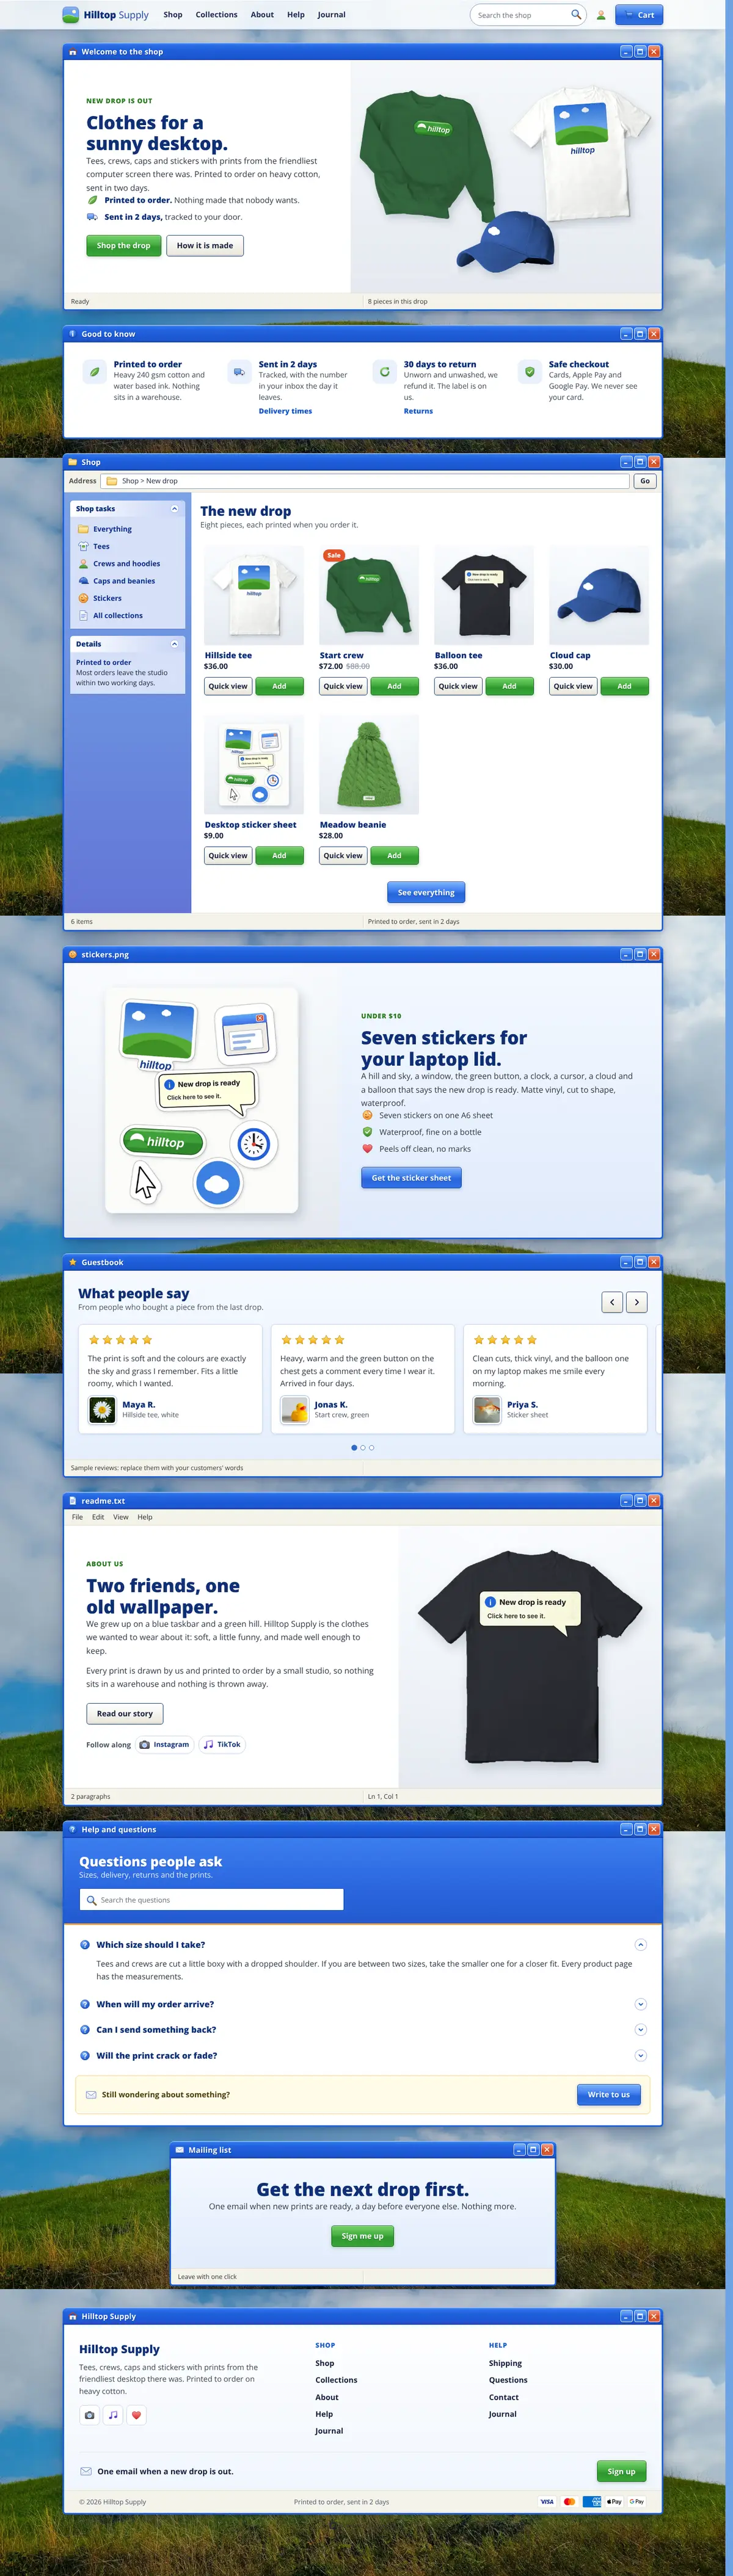 Hilltop Supply
Shop Collections About Help Journal
Search the shop
Cart
Welcome to the shop
NEW DROP IS OUT
Clothes for a
sunny desktop.
Tees, crews, caps and stickers with prints from the friendliest
computer screen there was. Printed to order on heavy cotton,
sent in two days.
Printed to order. Nothing made that nobody wants.
Sent in 2 days, tracked to your door.
Shop the drop How it is made
hilltop
hilltop
Ready 8 pieces in this drop
Good to know
Printed to order
Heavy 240 gsm cotton and
water based ink. Nothing
sits in a warehouse.
Sent in 2 days
Tracked, with the number
in your inbox the day it
leaves.
Delivery times
30 days to return
Unworn and unwashed, we
refund it. The label is on
us.
Returns
Safe checkout
Cards, Apple Pay and
Google Pay. We never see
your card.
Shop
Address Shop > New drop Go
Shop tasks
Everything
Tees
Crews and hoodies
Caps and beanies
Stickers
All collections
Details
Printed to order
Most orders leave the studio
within two working days.
The new drop
Eight pieces, each printed when you order it.
hilltop
Hillside tee
$36.00
Quick view Add
Sale
hilltop
Start crew
$72.00 $88.00
Quick view Add
New drop is ready
Click here to see it.
Balloon tee
$36.00
Quick view Add
Cloud cap
$30.00
Quick view Add
hilltop
New drop is ready
Click here to see it.
hilltop
Desktop sticker sheet
$9.00
Quick view Add
Meadow beanie
$28.00
Quick view Add
See everything
6 items Printed to order, sent in 2 days
stickers.png
hilltop
New drop is ready
Click here to see it.
hilltop
UNDER $10
Seven stickers for
your laptop lid.
A hill and sky, a window, the green button, a clock, a cursor, a cloud and
a balloon that says the new drop is ready. Matte vinyl, cut to shape,
waterproof.
Seven stickers on one A6 sheet
Waterproof, fine on a bottle
Peels off clean, no marks
Get the sticker sheet
Guestbook
What people say
From people who bought a piece from the last drop.
The print is soft and the colours are exactly
the sky and grass I remember. Fits a little
roomy, which I wanted.
Maya R.
Hillside tee, white
Heavy, warm and the green button on the
chest gets a comment every time I wear it.
Arrived in four days.
Jonas K.
Start crew, green
Clean cuts, thick vinyl, and the balloon one
on my laptop makes me smile every
morning.
Priya S.
Sticker sheet
Sample reviews: replace them with your customers' words
readme.txt
File Edit View Help
ABOUT US
Two friends, one
old wallpaper.
We grew up on a blue taskbar and a green hill. Hilltop Supply is the clothes
we wanted to wear about it: soft, a little funny, and made well enough to
keep.
Every print is drawn by us and printed to order by a small studio, so nothing
sits in a warehouse and nothing is thrown away.
Read our story
Follow along Instagram TikTok
New drop is ready
Click here to see it.
2 paragraphs Ln 1, Col 1
Help and questions
Questions people ask
Sizes, delivery, returns and the prints.
Search the questions
Which size should I take?
Tees and crews are cut a little boxy with a dropped shoulder. If you are between two sizes, take the smaller one for a closer fit. Every product page
has the measurements.
When will my order arrive?
Can I send something back?
Will the print crack or fade?
Still wondering about something? Write to us
Mailing list
Get the next drop first.
One email when new prints are ready, a day before everyone else. Nothing more.
Sign me up
Leave with one click
Hilltop Supply
Hilltop Supply
Tees, crews, caps and stickers with prints from the
friendliest desktop there was. Printed to order on
heavy cotton.
SHOP
Shop
Collections
About
Help
Journal
HELP
Shipping
Questions
Contact
Journal
One email when a new drop is out. Sign up
© 2026 Hilltop Supply Printed to order, sent in 2 days VISA Pay G Pay